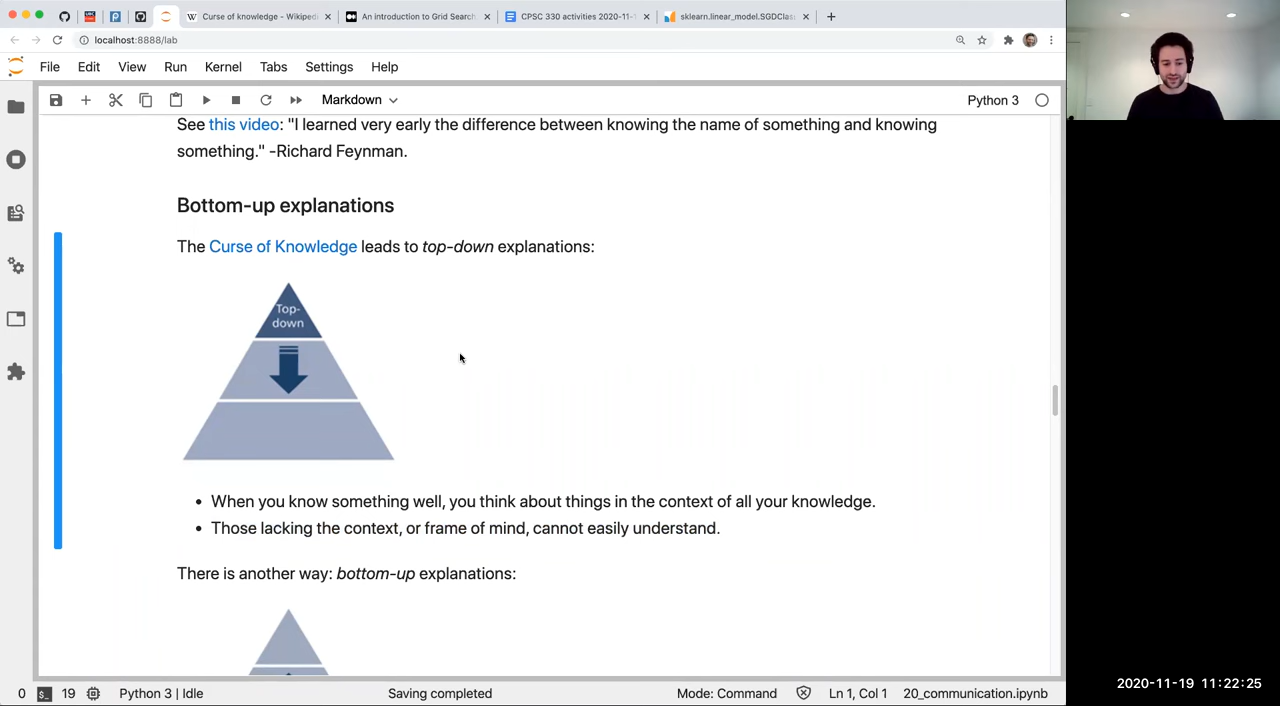 Curse of knowledge - Wikiped
An introduction to Grid Search
CPSC 330 activities 2020-11-1
sklearn.linear_model.SGDClas
localhost:8888/lab
File Edit View Run Kernel Tabs Settings Help
Markdown
Python 3
See this video: "I learned very early the difference between knowing the name of something and knowing
something." -Richard Feynman.
Bottom-up explanations
The Curse of Knowledge leads to top-down explanations:
Top-
down
• When you know something well, you think about things in the context of all your knowledge.
• Those lacking the context, or frame of mind, cannot easily understand.
There is another way: bottom-up explanations:
0 $_ 19 Python 3 | Idle Saving completed Mode: Command Ln 1, Col 1 20_communication.ipynb
2020-11-19 11:22:25